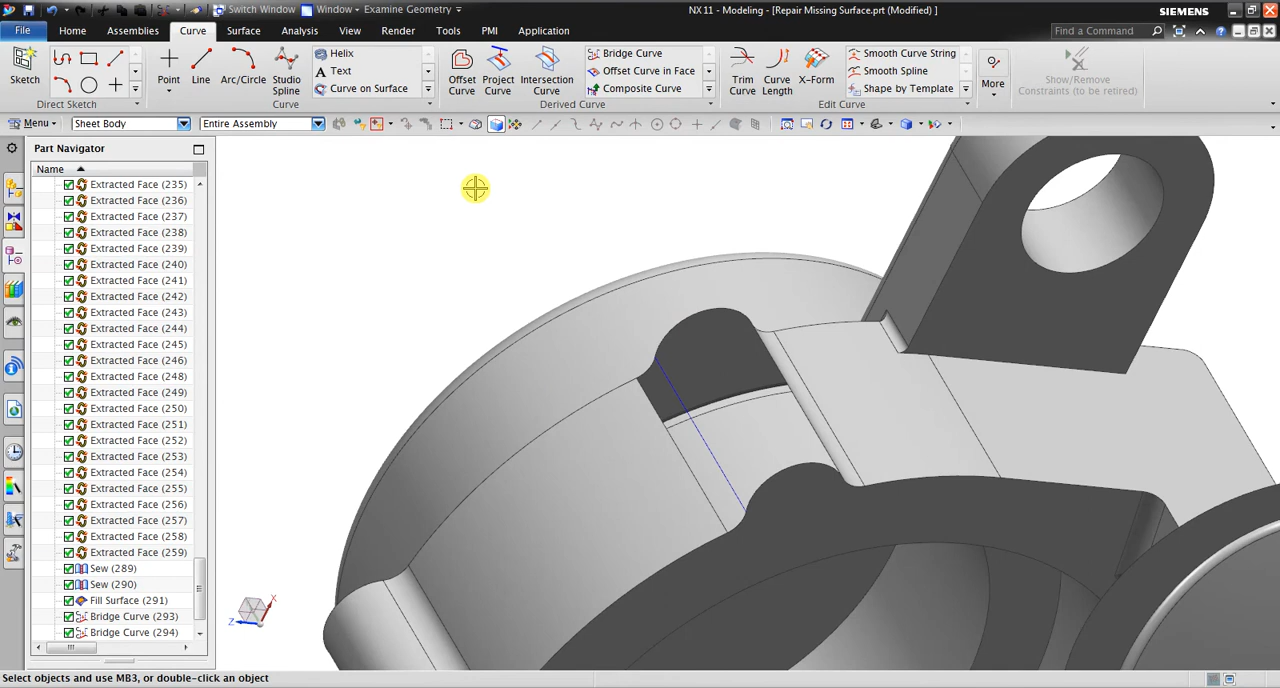 Switch Window Window Examine Geometry NX 11 - Modeling - [Repair Missing Surface.prt (Modified) ] SIEMENS
File Home Assemblies Curve Surface Analysis View Render Tools PMI Application Find a Command
Sketch Point Line Arc/Circle Studio Spline Helix Text Curve on Surface Offset Curve Project Curve Intersection Curve Bridge Curve Offset Curve in Face Composite Curve Trim Curve Curve Length X-Form Smooth Curve String Smooth Spline Shape by Template More Show/Remove Constraints (to be retired)
Direct Sketch Curve Derived Curve Edit Curve
Menu Sheet Body Entire Assembly
Part Navigator
Name
Extracted Face (235)
Extracted Face (236)
Extracted Face (237)
Extracted Face (238)
Extracted Face (239)
Extracted Face (240)
Extracted Face (241)
Extracted Face (242)
Extracted Face (243)
Extracted Face (244)
Extracted Face (245)
Extracted Face (246)
Extracted Face (248)
Extracted Face (249)
Extracted Face (250)
Extracted Face (251)
Extracted Face (252)
Extracted Face (253)
Extracted Face (254)
Extracted Face (255)
Extracted Face (256)
Extracted Face (257)
Extracted Face (258)
Extracted Face (259)
Sew (289)
Sew (290)
Fill Surface (291)
Bridge Curve (293)
Bridge Curve (294)
X
Z
Select objects and use MB3, or double-click an object